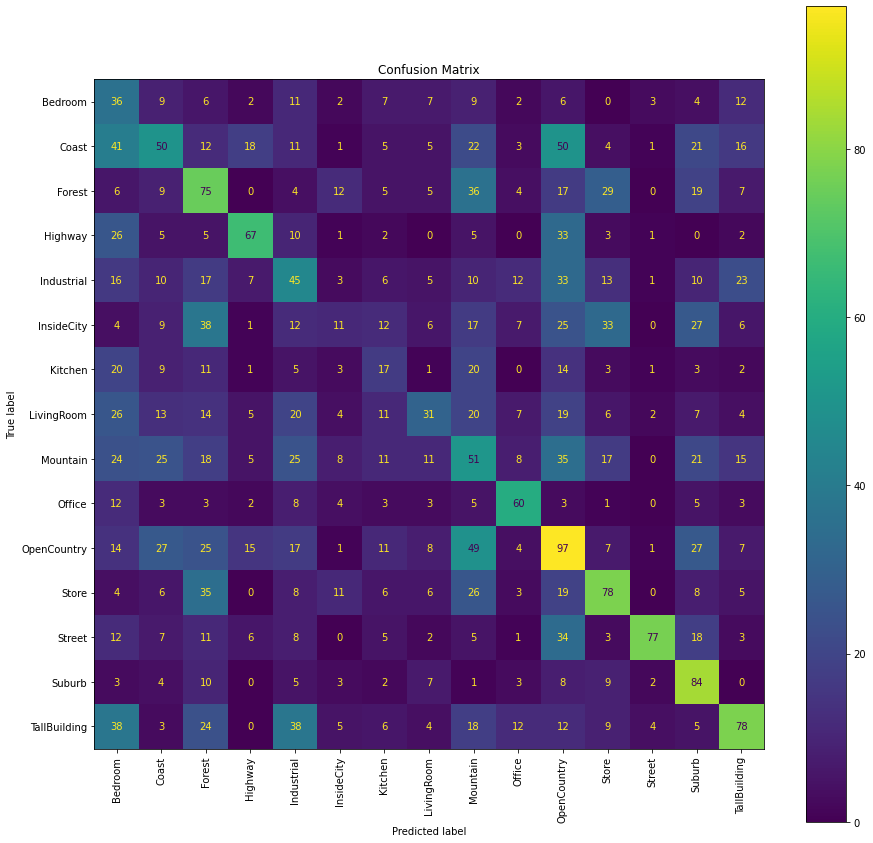 Confusion Matrix
Bedroom 36 9 6 2 11 2 7 7 9 2 6 0 3 4 12
Coast 41 50 12 18 11 1 5 5 22 3 50 4 1 21 16
Forest 6 9 75 0 4 12 5 5 36 4 17 29 0 19 7
Highway 26 5 5 67 10 1 2 0 5 0 33 3 1 0 2
Industrial 16 10 17 7 45 3 6 5 10 12 33 13 1 10 23
InsideCity 4 9 38 1 12 11 12 6 17 7 25 33 0 27 6
Kitchen 20 9 11 1 5 3 17 1 20 0 14 3 1 3 2
LivingRoom 26 13 14 5 20 4 11 31 20 7 19 6 2 7 4
Mountain 24 25 18 5 25 8 11 11 51 8 35 17 0 21 15
Office 12 3 3 2 8 4 3 3 5 60 3 1 0 5 3
OpenCountry 14 27 25 15 17 1 11 8 49 4 97 7 1 27 7
Store 4 6 35 0 8 11 6 6 26 3 19 78 0 8 5
Street 12 7 11 6 8 0 5 2 5 1 34 3 77 18 3
Suburb 3 4 10 0 5 3 2 7 1 3 8 9 2 84 0
TallBuilding 38 3 24 0 38 5 6 4 18 12 12 9 4 5 78
True label
Bedroom Coast Forest Highway Industrial InsideCity Kitchen LivingRoom Mountain Office OpenCountry Store Street Suburb TallBuilding
Predicted label
80
60
40
20
0